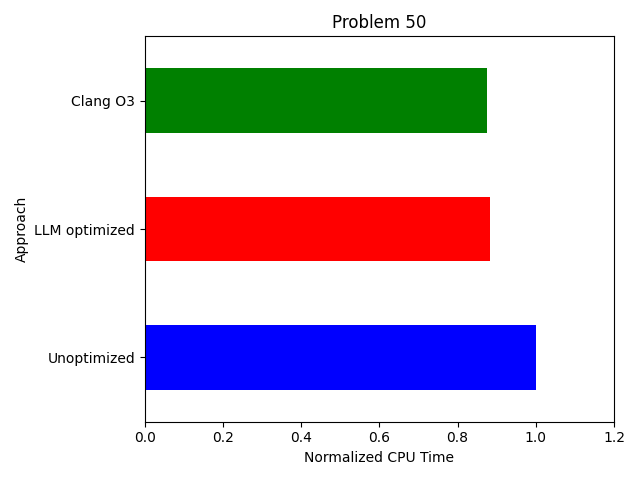 Problem 50
Approach
Clang O3
LLM optimized
Unoptimized
0.0 0.2 0.4 0.6 0.8 1.0 1.2
Normalized CPU Time